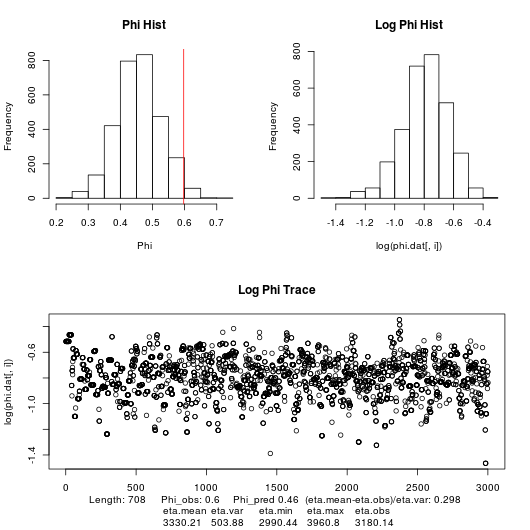 Phi Hist
Log Phi Hist
Frequency
0 200 400 600 800
0.2 0.3 0.4 0.5 0.6 0.7
Phi
Frequency
0 200 400 600 800
-1.4 -1.0 -0.8 -0.6 -0.4
log(phi.dat[, i])
Log Phi Trace
log(phi.dat[, i])
-1.4 -1.0 -0.6
0 500 1000 1500 2000 2500 3000
Length: 708 Phi_obs: 0.6 Phi_pred 0.46 (eta.mean-eta.obs)/eta.var: 0.298
eta.mean eta.var eta.min eta.max eta.obs
3330.21 503.88 2990.44 3960.8 3180.14